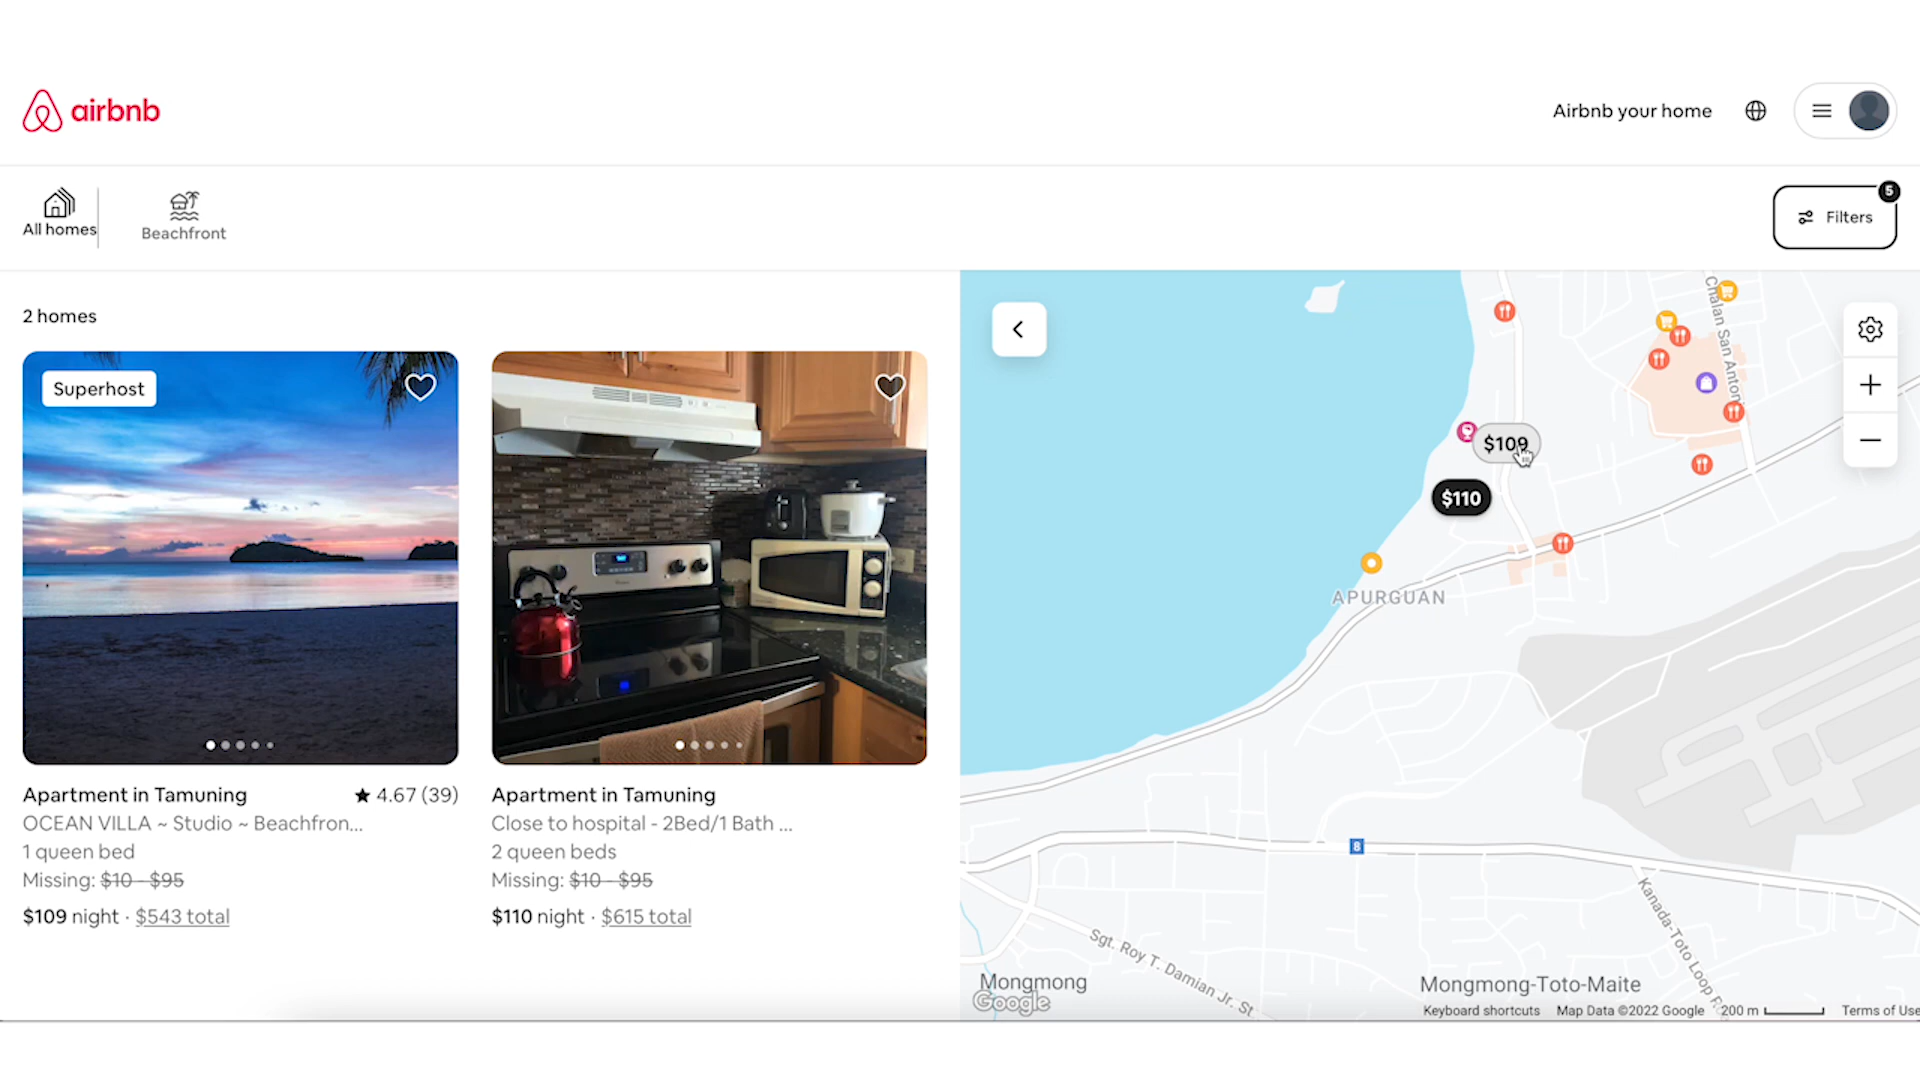 airbnb
Airbnb your home
All homes
Beachfront
5
Filters
2 homes
Superhost
Apartment in Tamuning
★ 4.67 (39)
OCEAN VILLA ~ Studio ~ Beachfron...
1 queen bed
Missing: $10 - $95
$109 night · $543 total
Apartment in Tamuning
Close to hospital - 2Bed/1 Bath ...
2 queen beds
Missing: $10 - $95
$110 night · $615 total
Chalan San Anton
$109
$110
APURGUAN
8
Kanada-Toto Loop
Sgt. Roy T. Damian Jr. St
Mongmong
Mongmong-Toto-Maite
Google
Keyboard shortcuts
Map Data ©2022 Google
200 m
Terms of Use